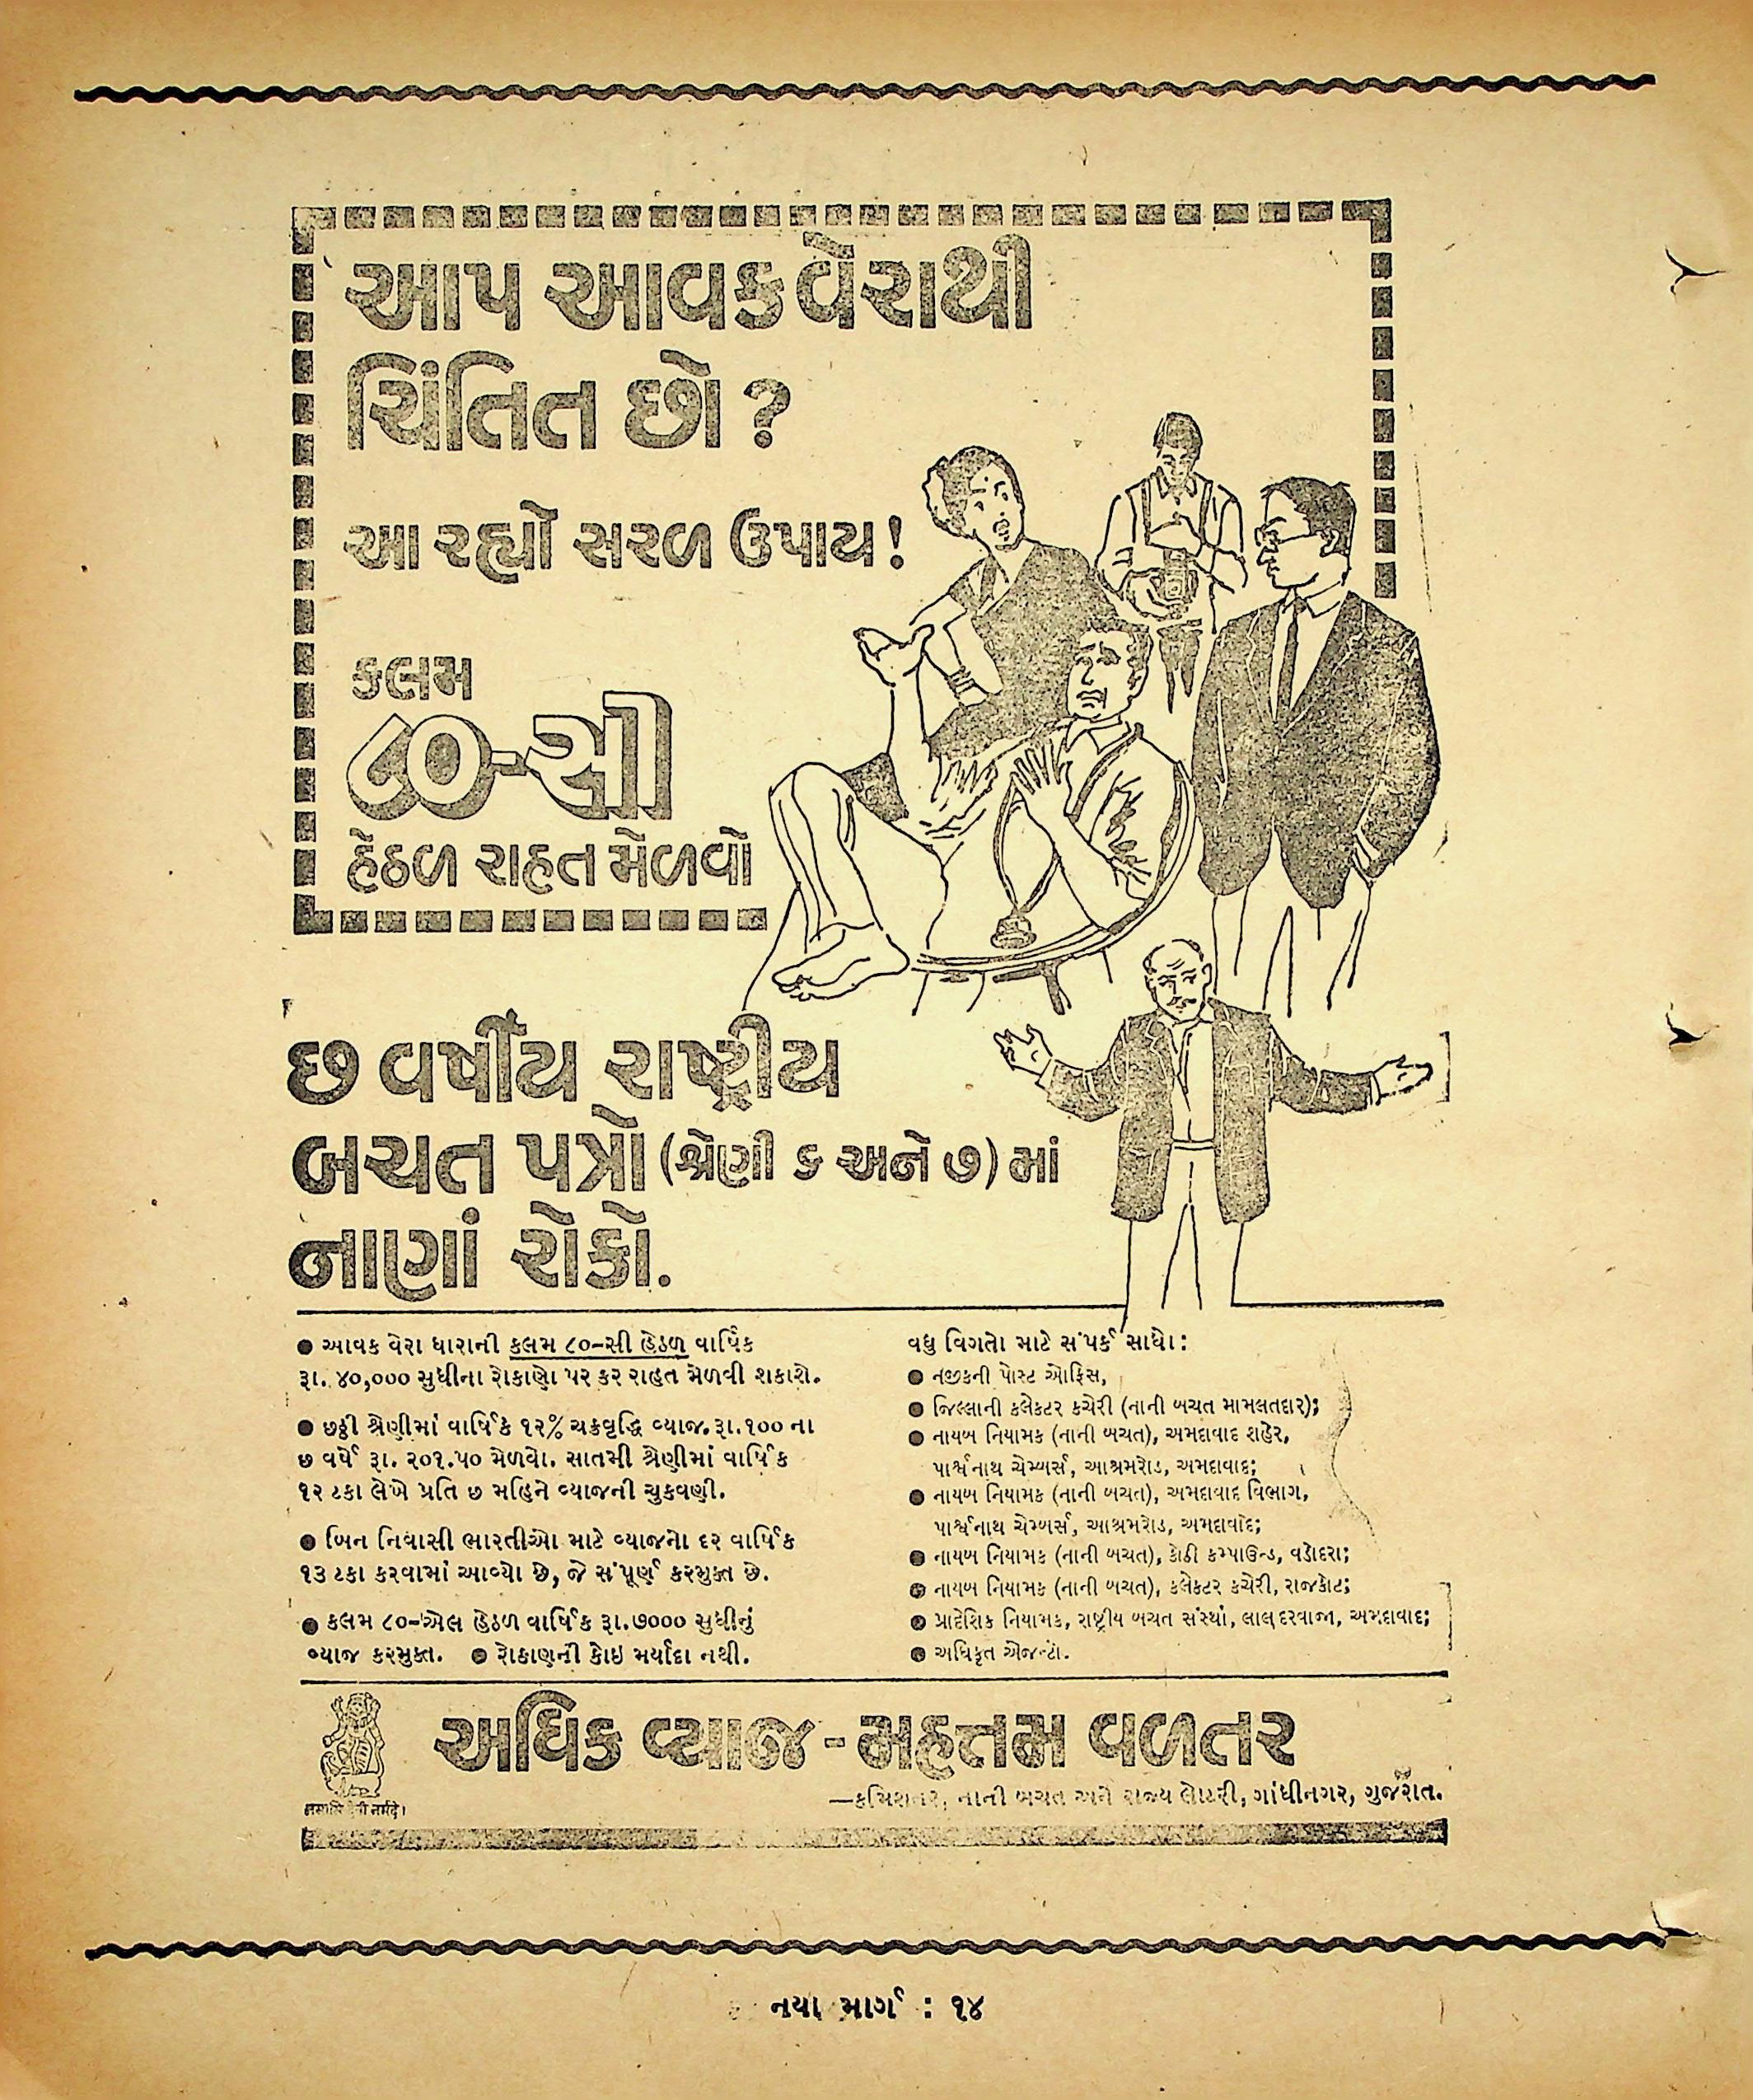 આપ આવક વેરાથી
ચિંતિત છો ?
આ રહ્યો સરળ ઉપાય !
કલમ
૮૦-સી
હેઠળ રાહત મેળવો
છ વર્ષીય રાષ્ટ્રીય
બચત પત્રો (શ્રેણી ૬ અને ૭) માં
નાણાં રોકો.
● આવક વેરા ધારાની કલમ ૮૦-સી હેઠળ વાર્ષિક
રૂા. ૪૦,૦૦૦ સુધીના રોકાણો પર કર રાહત મેળવી શકાશે.
● છઠ્ઠી શ્રેણીમાં વાર્ષિક ૧૨% ચક્રવૃદ્ધિ વ્યાજ. રૂા.૧૦૦ ના
છ વર્ષે રૂા. ૨૦૧.૫૦ મેળવો. સાતમી શ્રેણીમાં વાર્ષિક
૧૨ ટકા લેખે પ્રતિ છ મહિને વ્યાજની ચુકવણી.
● બિન નિવાસી ભારતીઓ માટે વ્યાજનો દર વાર્ષિક
૧૩ ટકા કરવામાં આવ્યો છે, જે સંપૂર્ણ કરમુક્ત છે.
● કલમ ૮૦-એલ હેઠળ વાર્ષિક રૂા.૭૦૦૦ સુધીનું
વ્યાજ કરમુક્ત. ● રોકાણની કોઇ મર્યાદા નથી.
વધુ વિગતો માટે સંપર્ક સાધો :
● નજીકની પોસ્ટ ઓફિસ,
● જિલ્લાની કલેક્ટર કચેરી (નાની બચત મામલતદાર);
● નાયબ નિયામક (નાની બચત), અમદાવાદ શહેર,
પાર્શ્વનાથ ચેમ્બર્સ, આશ્રમરોડ, અમદાવાદ;
● નાયબ નિયામક (નાની બચત), અમદાવાદ વિભાગ,
પાર્શ્વનાથ ચેમ્બર્સ, આશ્રમરોડ, અમદાવાદ;
● નાયબ નિયામક (નાની બચત), કોઠી કમ્પાઉન્ડ, વડોદરા;
● નાયબ નિયામક (નાની બચત), કલેકટર કચેરી, રાજકોટ;
● પ્રાદેશિક નિયામક, રાષ્ટ્રીય બચત સંસ્થા, લાલ દરવાજા, અમદાવાદ;
● અધિકૃત એજન્ટો.
અધિક વ્યાજ - મહત્તમ વળતર
નમામિ દેવી નર્મદે!
—કમિશનર, નાની બચત અને રાજ્ય લોટરી, ગાંધીનગર, ગુજરાત.
નયા માર્ગ : ૧૪